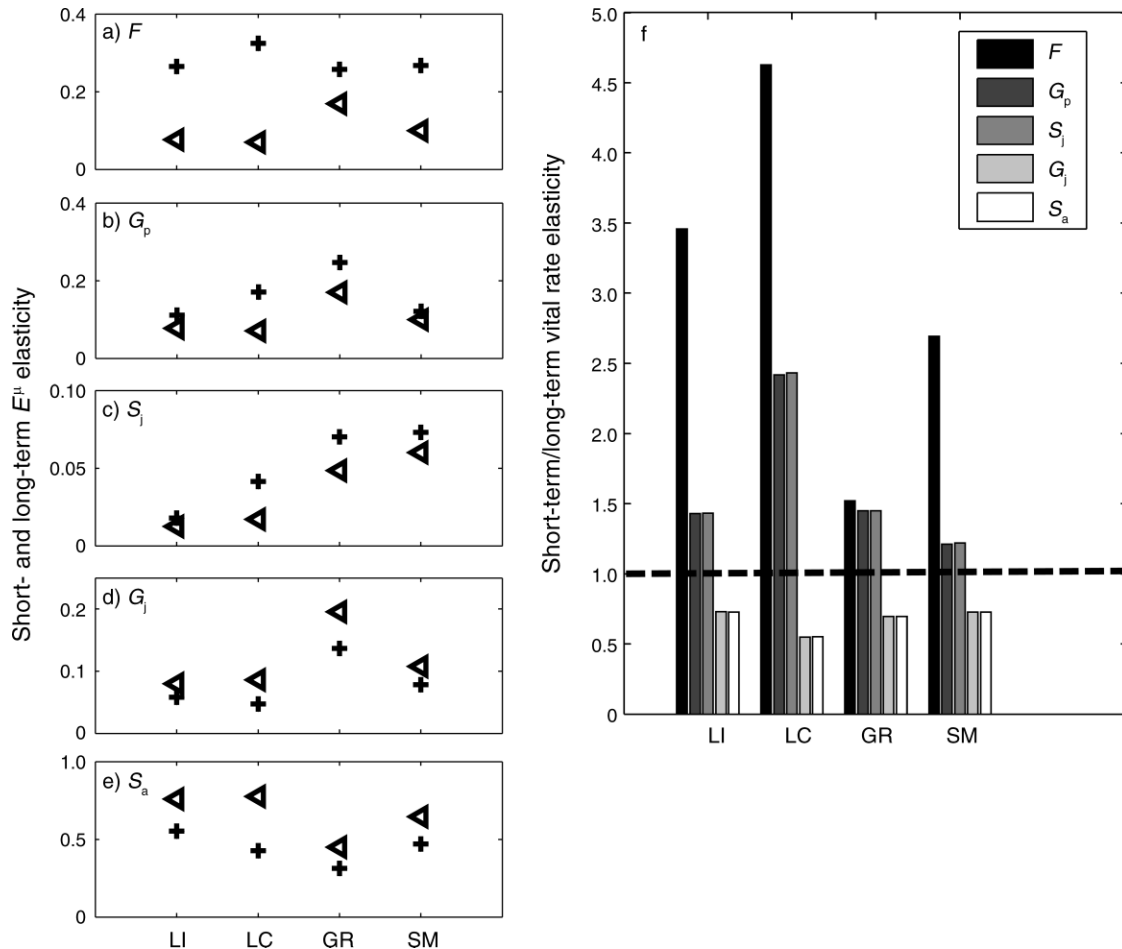 Short- and long-term Eᵘ elasticity
a) F
0.4
0.2
0
b) Gp
0.4
0.2
0
c) Sj
0.10
0.05
0
d) Gj
0.2
0.1
0
e) Sa
1.0
0.5
0
LI LC GR SM
Short-term/long-term vital rate elasticity
f
5.0
4.5
4.0
3.5
3.0
2.5
2.0
1.5
1.0
0.5
0
F
Gp
Sj
Gj
Sa
LI LC GR SM